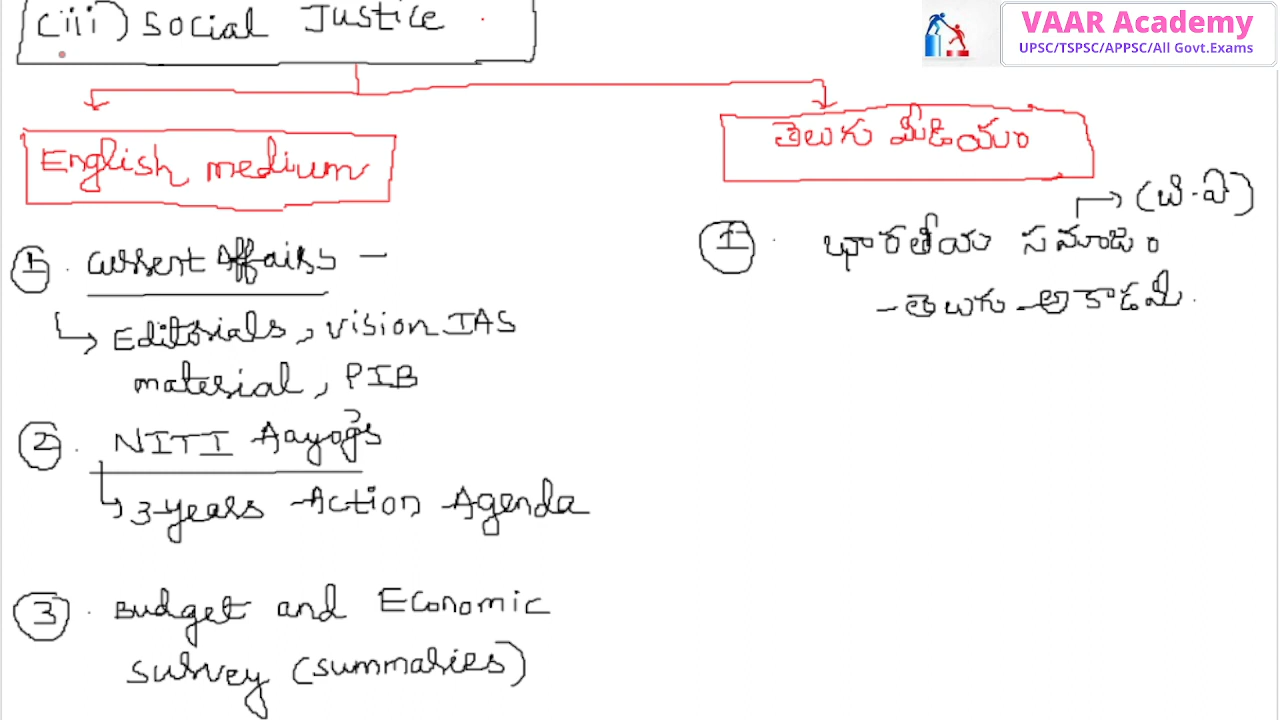 (iii) Social Justice
VAAR Academy
UPSC/TSPSC/APPSC/All Govt.Exams
English medium
① Current Affairs -
Editorials, vision IAS
material, PIB
② NITI Aayog's
3-years Action Agenda
③ Budget and Economic
survey (summaries)
తెలుగు మీడియం
(బి.ఏ)
① భారతీయ సమాజం
- తెలుగు అకాడమి.